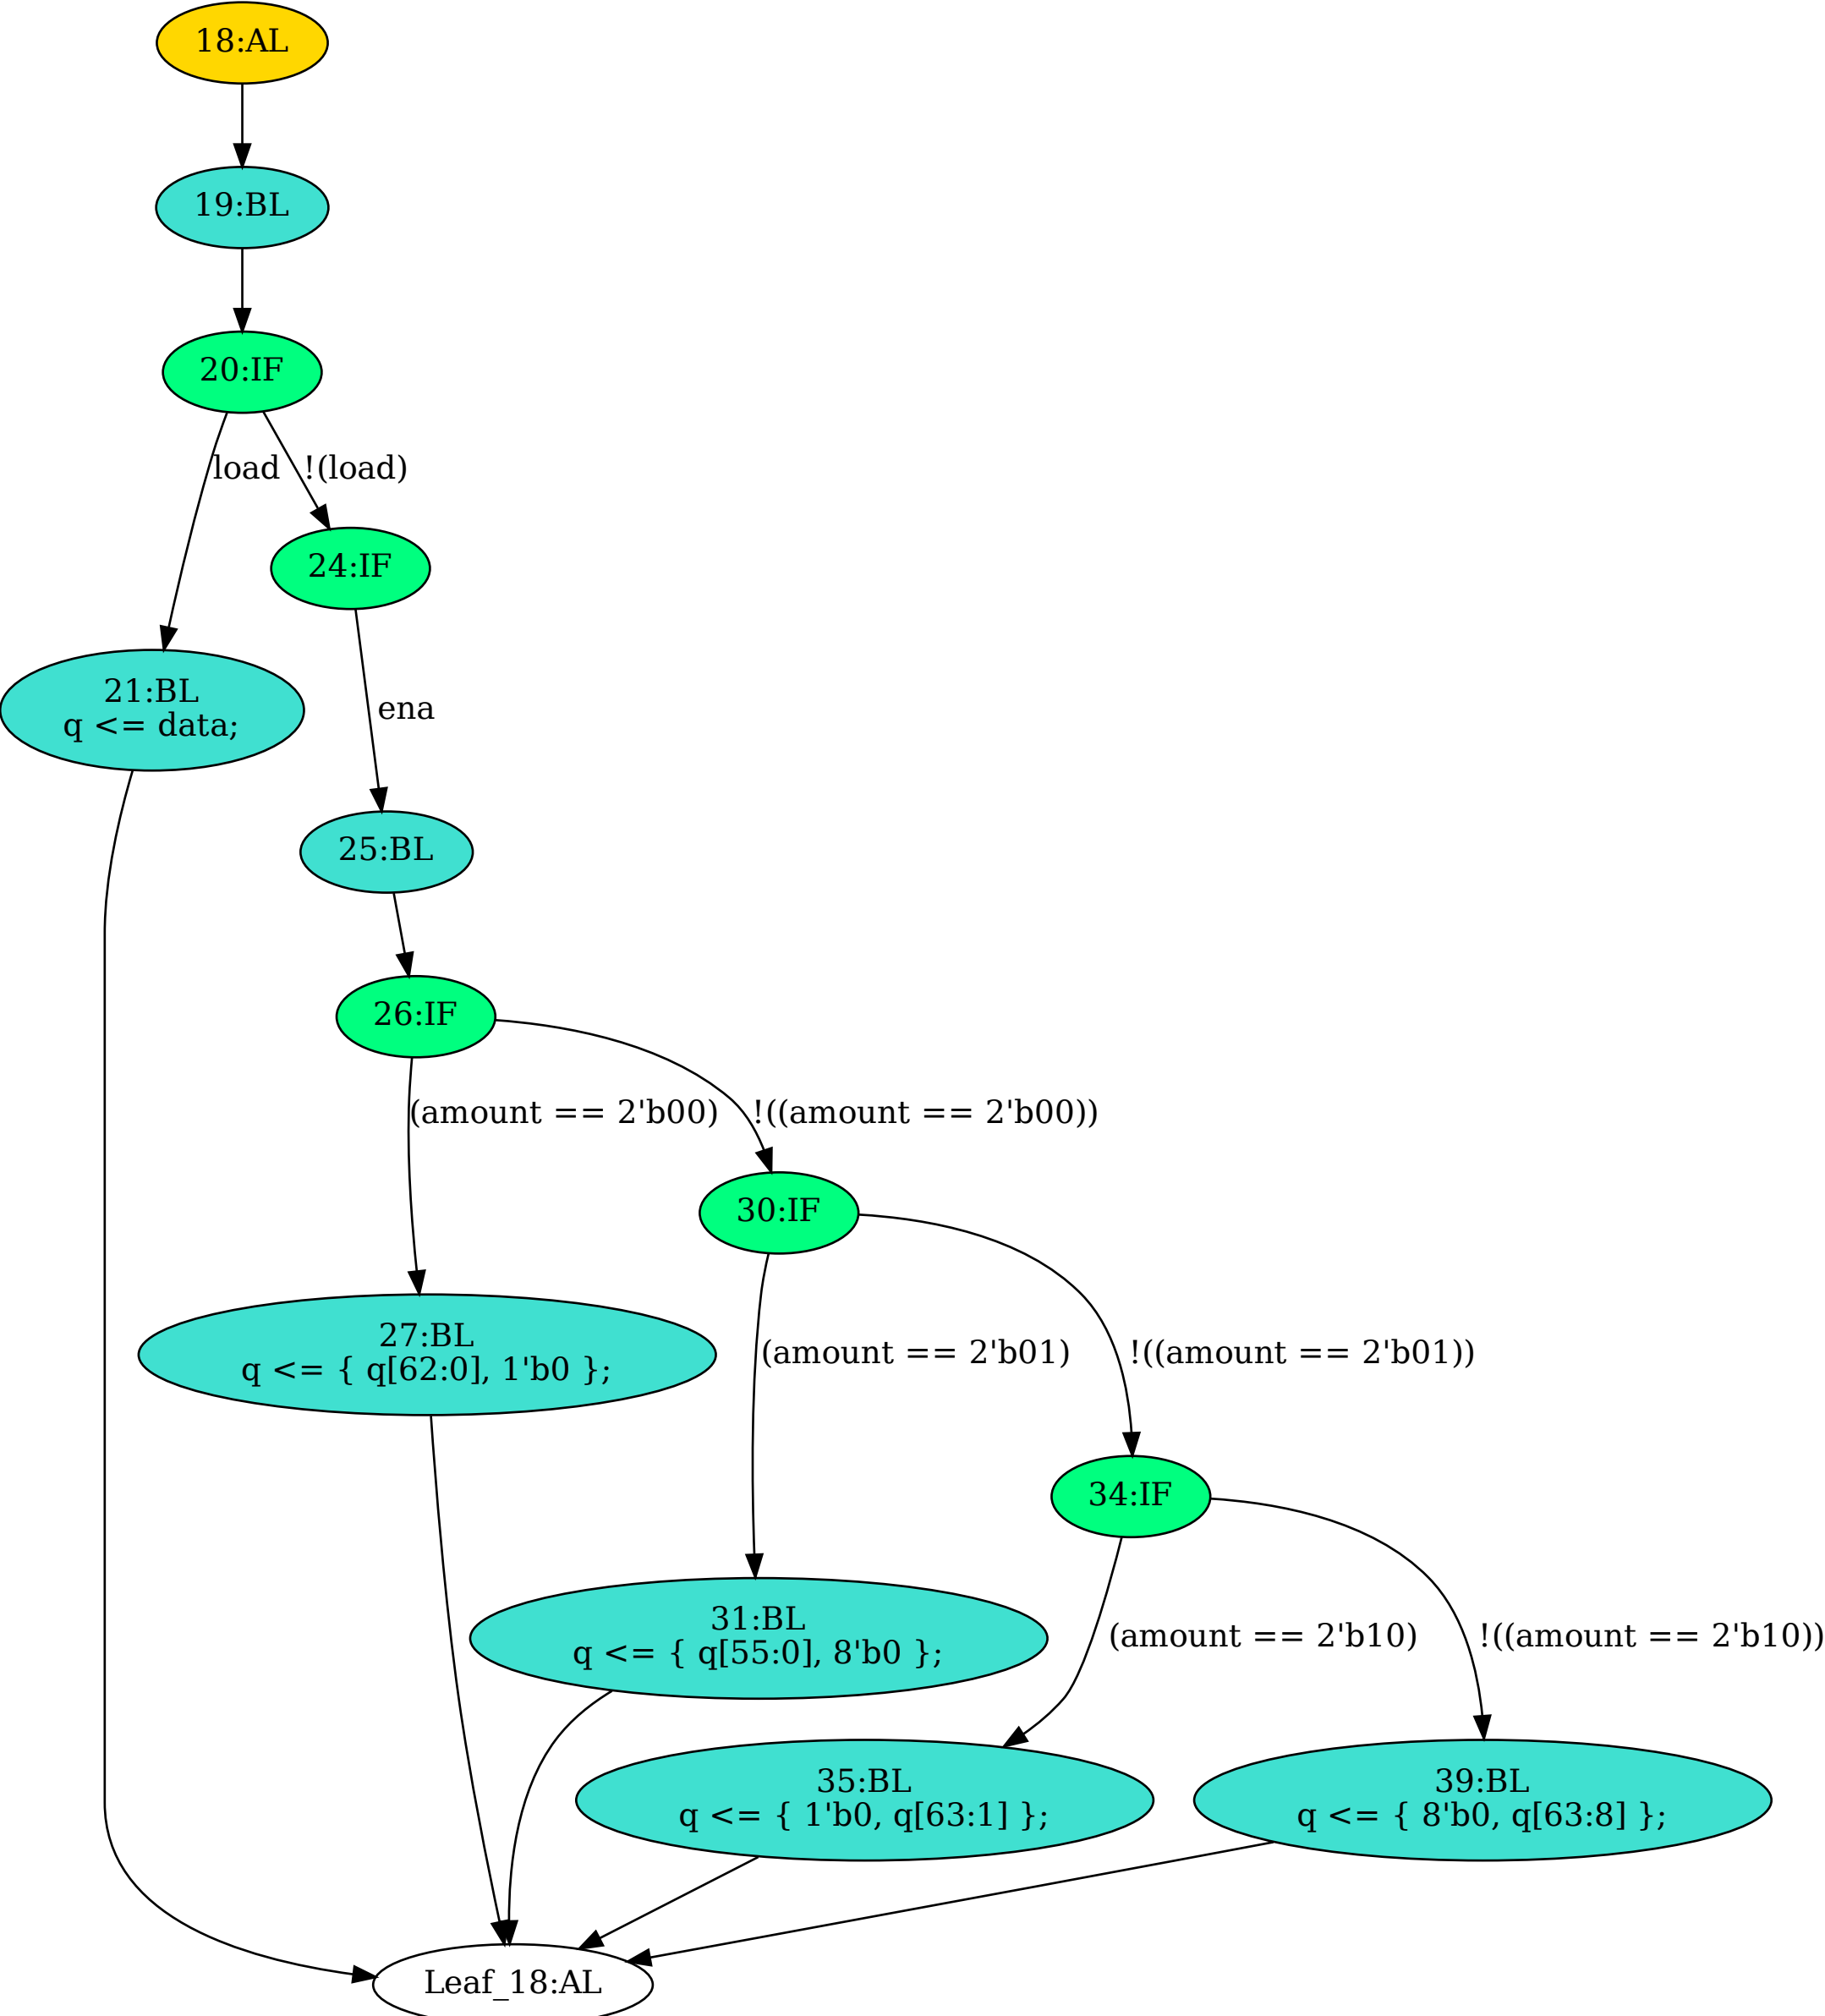 18:AL
19:BL
20:IF
load
!(load)
24:IF
21:BL
q <= data;
ena
25:BL
26:IF
(amount == 2'b00)
!((amount == 2'b00))
30:IF
27:BL
q <= { q[62:0], 1'b0 };
(amount == 2'b01)
!((amount == 2'b01))
34:IF
31:BL
q <= { q[55:0], 8'b0 };
(amount == 2'b10)
!((amount == 2'b10))
35:BL
q <= { 1'b0, q[63:1] };
39:BL
q <= { 8'b0, q[63:8] };
Leaf_18:AL